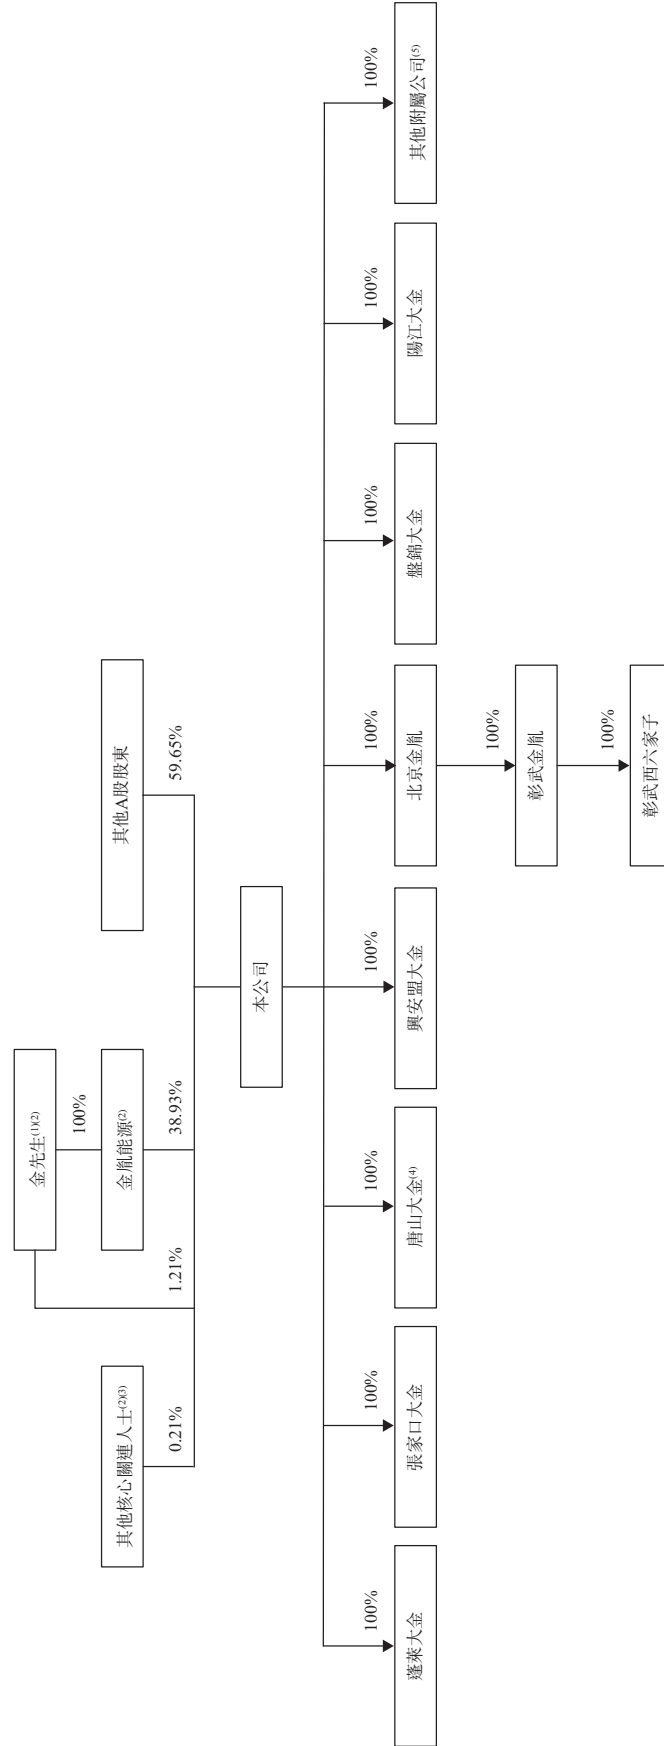 金先生(1)(2)
100%
其他核心關連人士(2)(3)
金胤能源(2)
其他A股股東
0.21%
1.21%
38.93%
59.65%
本公司
100%
100%
100%
100%
100%
100%
100%
100%
蓬萊大金
張家口大金
唐山大金(4)
興安盟大金
北京金胤
盤錦大金
陽江大金
其他附屬公司(5)
100%
彰武金胤
100%
彰武西六家子